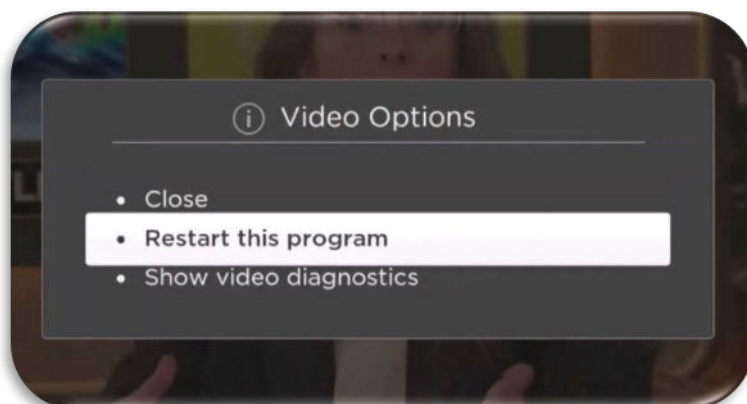 Video Options
• Close
• Restart this program
• Show video diagnostics